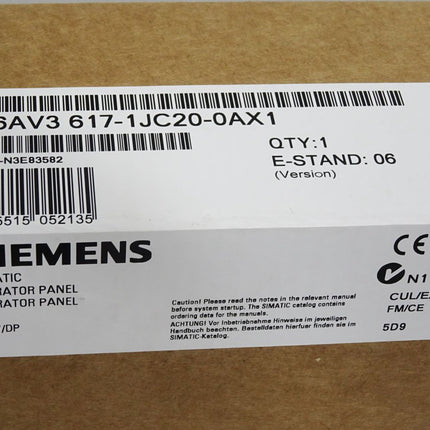 6AV3 617-1JC20-0AX1
-N3E83582
QTY:1
E-STAND: 06
(Version)
5515 052135
IEMENS
ATIC
RATOR PANEL
RATOR PANEL
/DP
Caution! Please read the notes in the relevant manual
before system startup. The SIMATIC catalog contains
ordering data for the manuals.
ACHTUNG! Vor Inbetriebnahme Hinweise im jeweiligen
Handbuch beachten. Bestelldaten hierfuer finden Sie im
SIMATIC-Katalog.
CE
N1
CUL/E
FM/CE
5D9